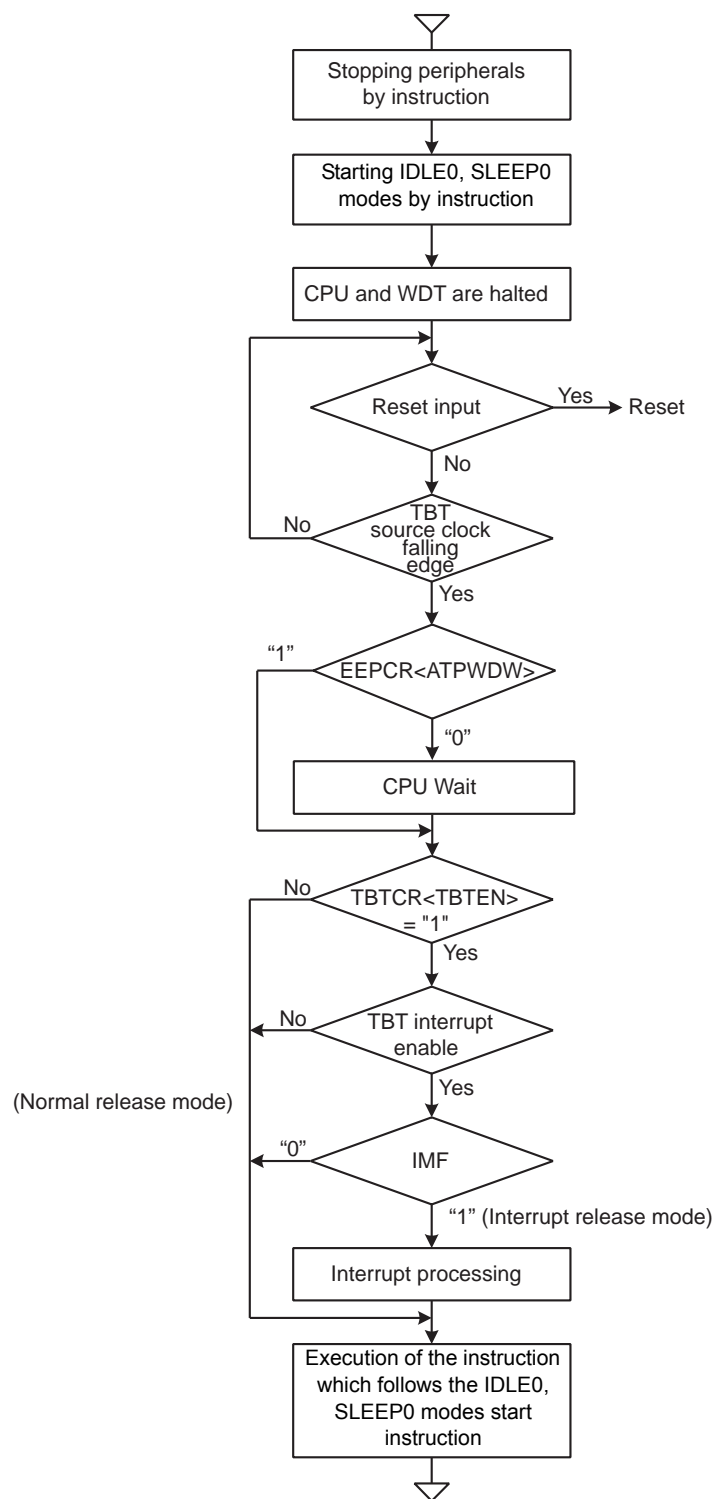 Stopping peripherals
by instruction
Starting IDLE0, SLEEP0
modes by instruction
CPU and WDT are halted
Reset input
Yes
Reset
No
No
TBT
source clock
falling
edge
Yes
"1"
EEPCR<ATPWDW>
"0"
CPU Wait
No
TBTCR<TBTEN>
= "1"
Yes
No
TBT interrupt
enable
Yes
(Normal release mode)
"0"
IMF
"1" (Interrupt release mode)
Interrupt processing
Execution of the instruction
which follows the IDLE0,
SLEEP0 modes start
instruction